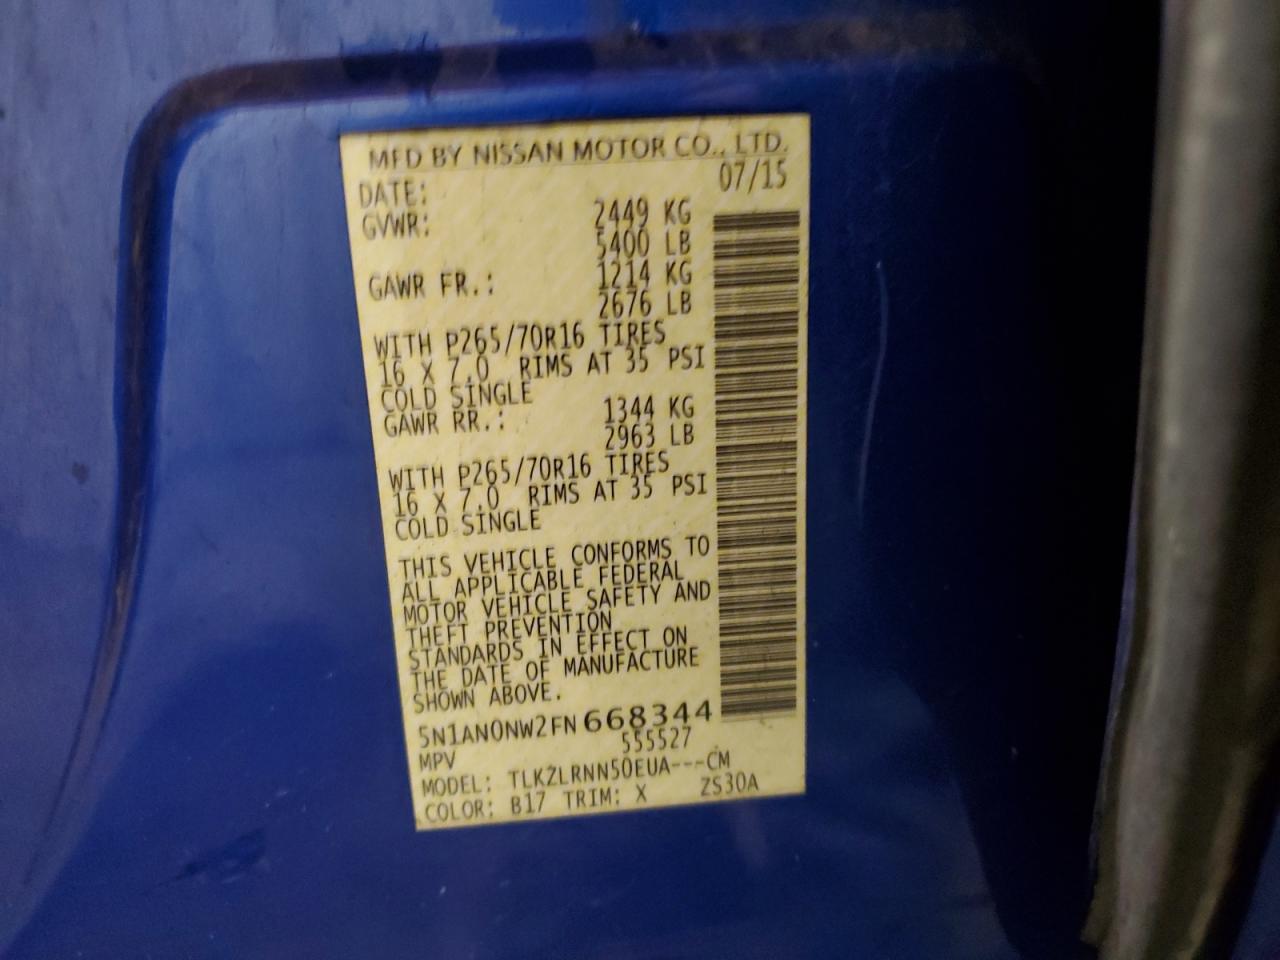 MFD BY NISSAN MOTOR CO., LTD.
DATE: 07/15
GVWR: 2449 KG
5400 LB
GAWR FR.: 1214 KG
2676 LB
WITH P265/70R16 TIRES
16 X 7.0 RIMS AT 35 PSI
COLD SINGLE
GAWR RR.: 1344 KG
2963 LB
WITH P265/70R16 TIRES
16 X 7.0 RIMS AT 35 PSI
COLD SINGLE
THIS VEHICLE CONFORMS TO
ALL APPLICABLE FEDERAL
MOTOR VEHICLE SAFETY AND
THEFT PREVENTION
STANDARDS IN EFFECT ON
THE DATE OF MANUFACTURE
SHOWN ABOVE.
5N1AN0NW2FN668344
555527
MPV
MODEL: TLKZLRNN50EUA---CM
COLOR: B17 TRIM: X ZS30A